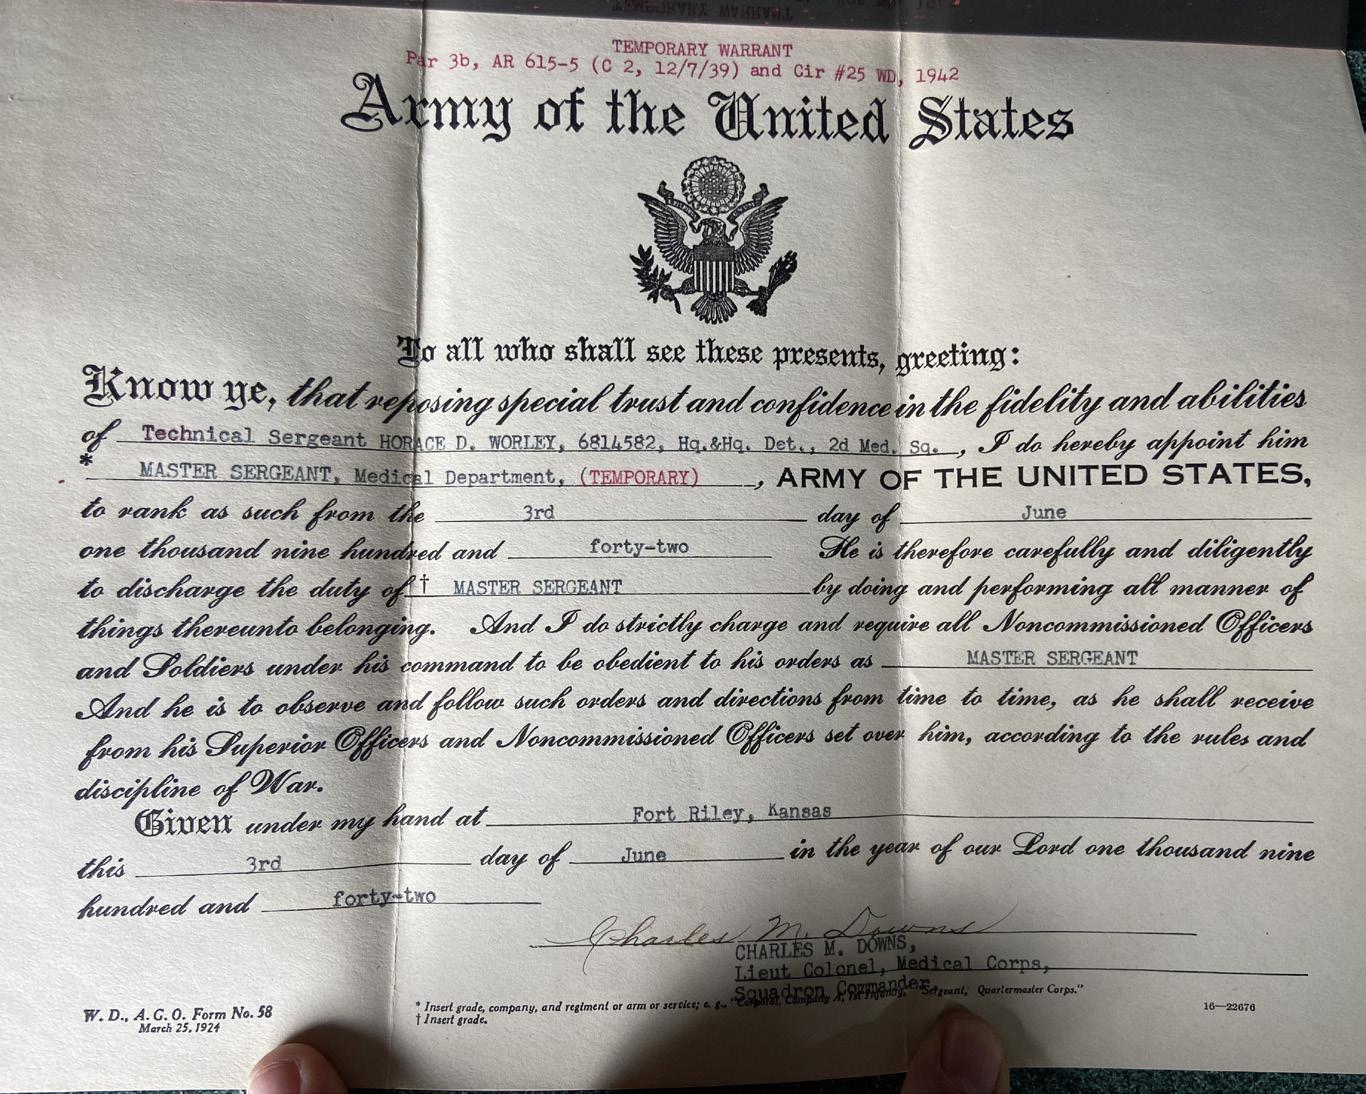 TEMPORARY WARRANT
Par 3b, AR 615-5 (C 2, 12/7/39) and Cir #25 WD, 1942
Army of the United States
To all who shall see these presents, greeting:
Know ye, that reposing special trust and confidence in the fidelity and abilities
of Technical Sergeant HORACE D. WORLEY, 6814582, Hq.&Hq. Det., 2d Med. Sq. , I do hereby appoint him
* MASTER SERGEANT, Medical Department, (TEMPORARY) , ARMY OF THE UNITED STATES,
to rank as such from the 3rd day of June
one thousand nine hundred and forty-two He is therefore carefully and diligently
to discharge the duty of † MASTER SERGEANT by doing and performing all manner of
things thereunto belonging. And I do strictly charge and require all Noncommissioned Officers
and Soldiers under his command to be obedient to his orders as MASTER SERGEANT
And he is to observe and follow such orders and directions from time to time, as he shall receive
from his Superior Officers and Noncommissioned Officers set over him, according to the rules and
discipline of War.
Given under my hand at Fort Riley, Kansas
this 3rd day of June in the year of our Lord one thousand nine
hundred and forty-two
Charles M. Downs
CHARLES M. DOWNS,
Lieut Colonel, Medical Corps,
Squadron Commander.
* Insert grade, company, and regiment or arm or service; e. g., "Corporal, Company A, 1st Infantry," "Sergeant, Quartermaster Corps."
† Insert grade.
W. D., A. G. O. Form No. 58
March 25, 1924
16—22676